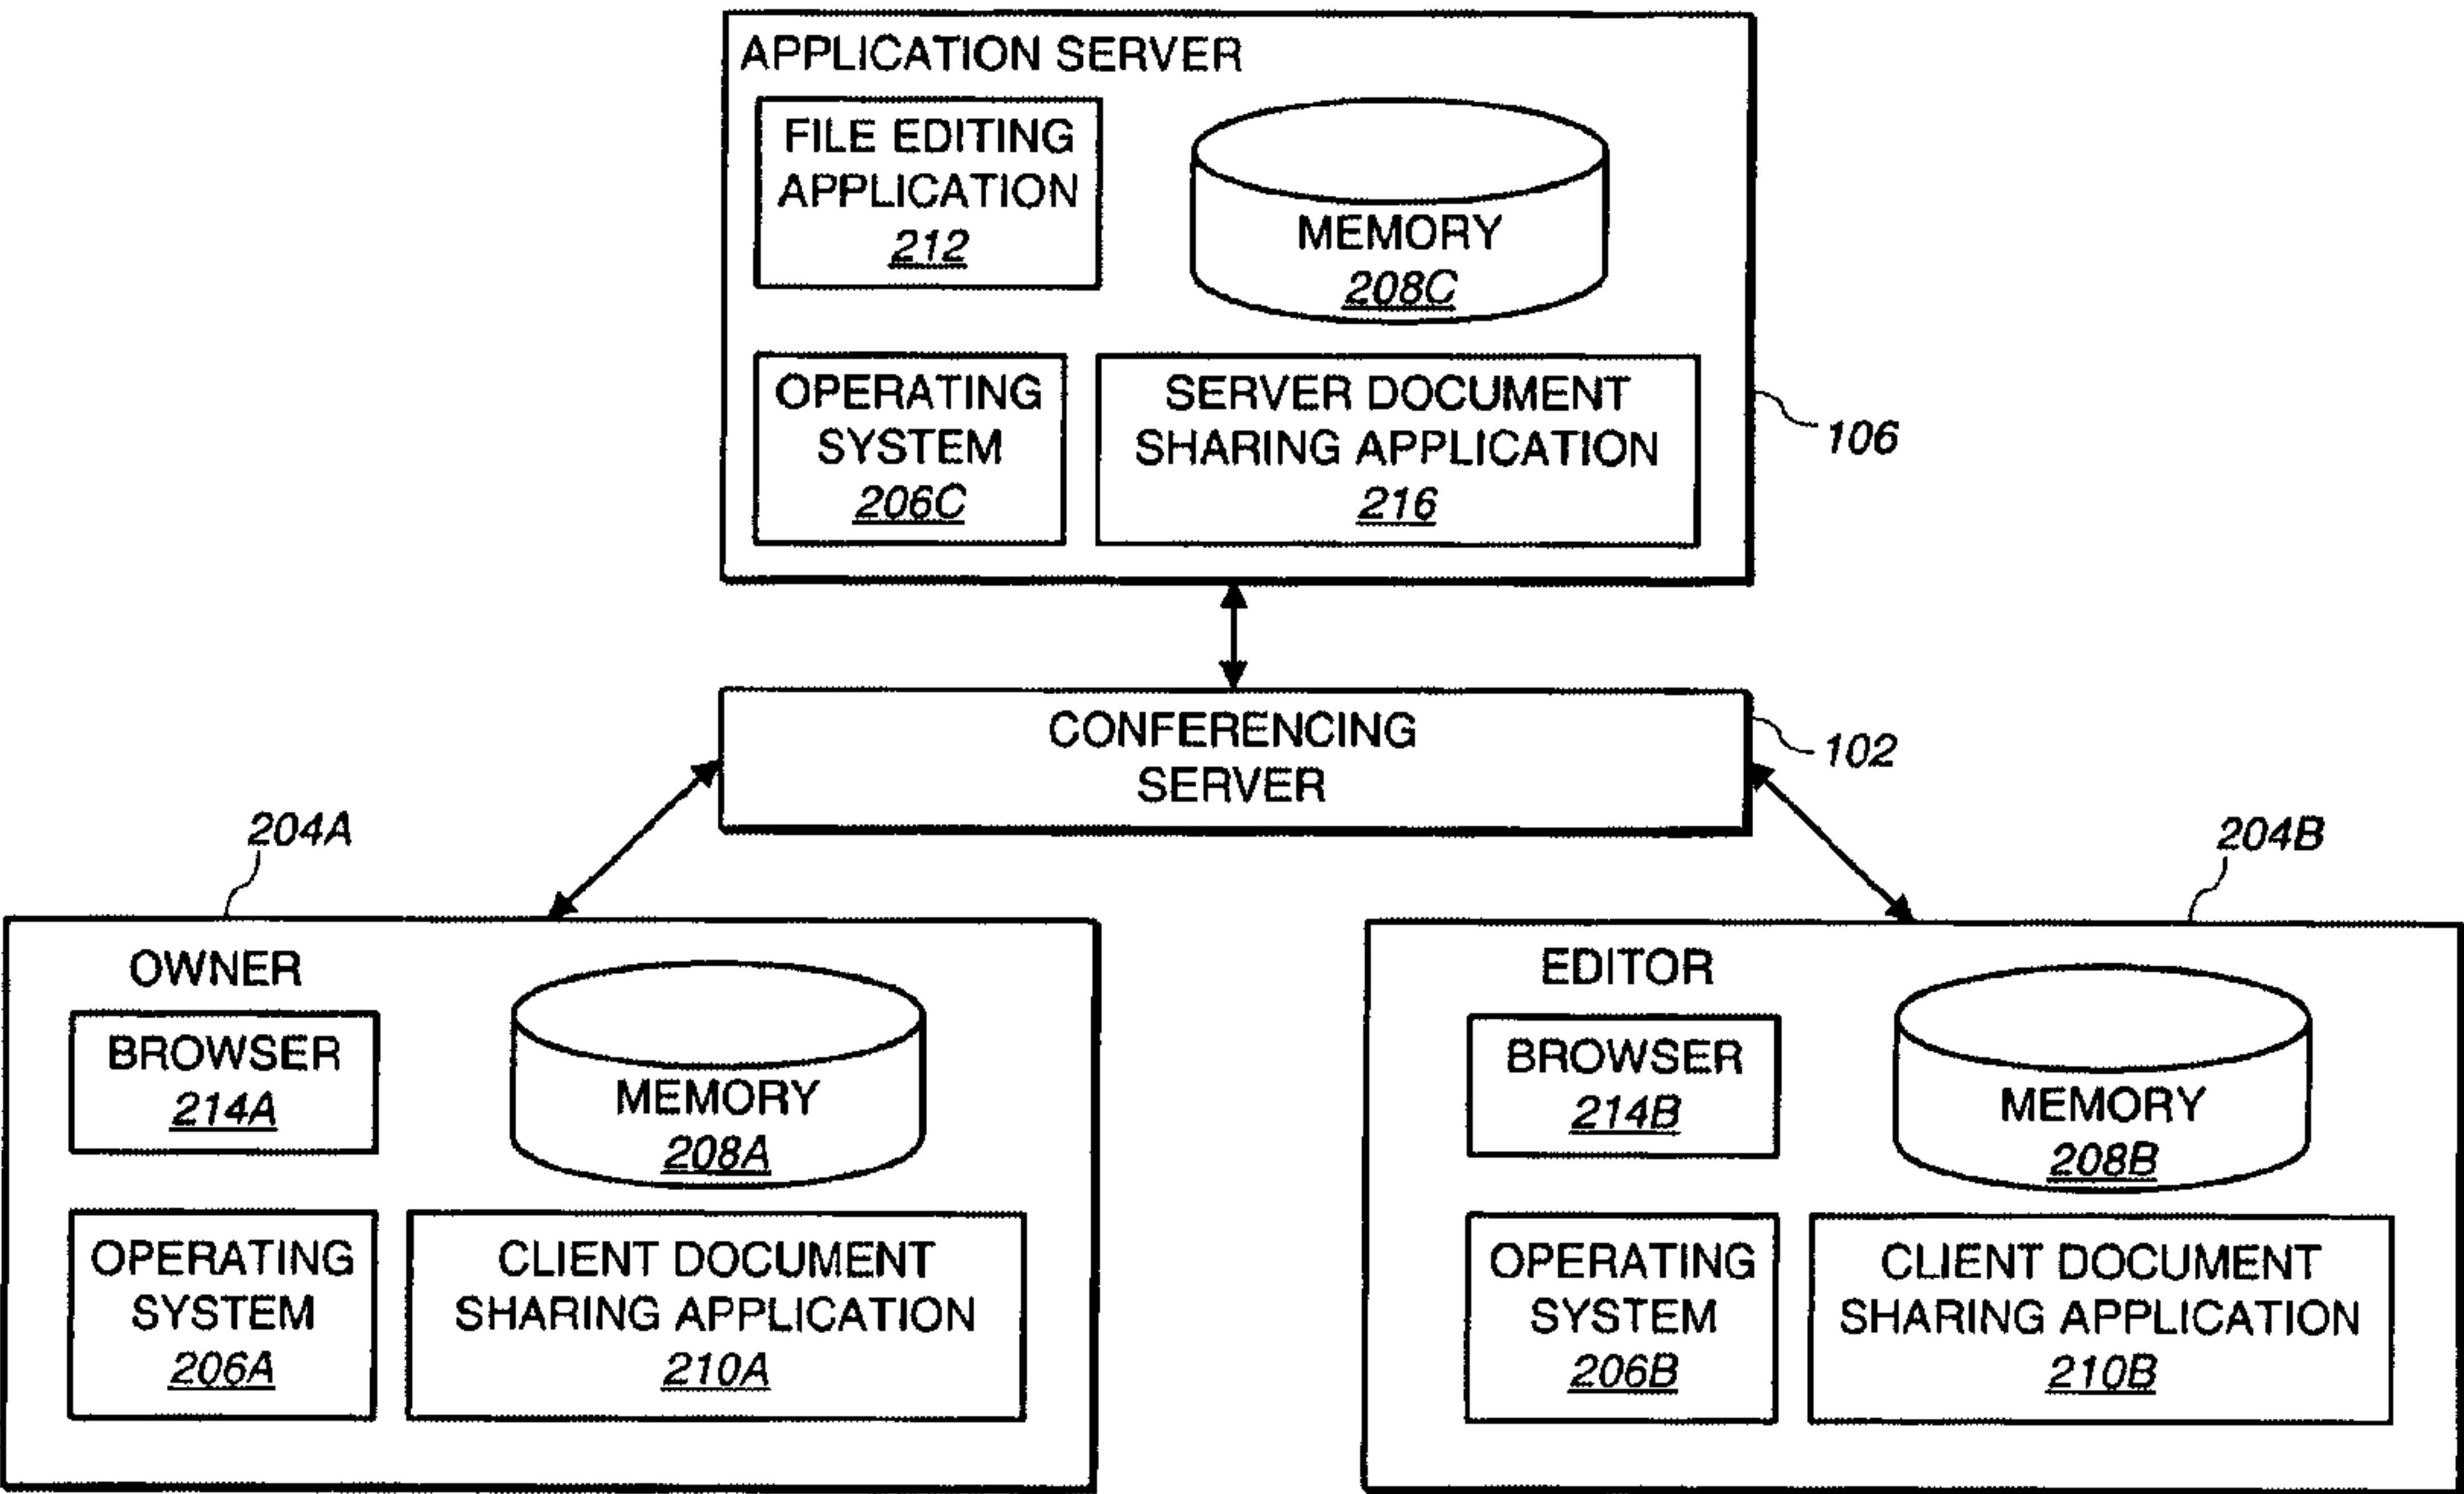 APPLICATION SERVER
FILE EDITING
APPLICATION
212
MEMORY
208C
OPERATING
SYSTEM
206C
SERVER DOCUMENT
SHARING APPLICATION
216
106
CONFERENCING
SERVER
102
204A
OWNER
BROWSER
214A
MEMORY
208A
OPERATING
SYSTEM
206A
CLIENT DOCUMENT
SHARING APPLICATION
210A
204B
EDITOR
BROWSER
214B
MEMORY
208B
OPERATING
SYSTEM
206B
CLIENT DOCUMENT
SHARING APPLICATION
210B